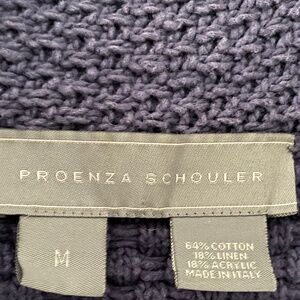 PROENZA SCHOULER
M
64% COTTON
18% LINEN
18% ACRYLIC
MADE IN ITALY